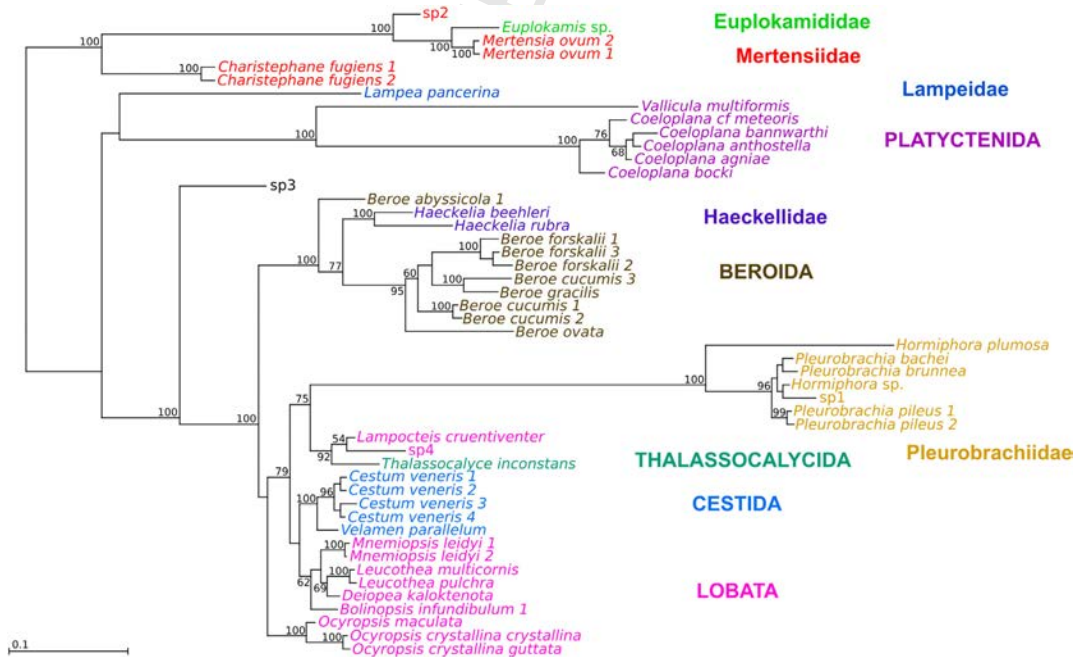 sp2
100
Euplokamis sp.
Euplokamididae
100
Mertensia ovum 2
100
100
Mertensia ovum 1
Mertensiidae
Charistephane fugiens 1
100
Charistephane fugiens 2
Lampea pancerina
Lampeidae
Vallicula multiformis
Coeloplana cf meteoris
76
Coeloplana bannwarthi
100
100
Coeloplana anthostella
PLATYCTENIDA
68
Coeloplana agniae
Coeloplana bocki
sp3
Beroe abyssicola 1
100
Haeckelia beehleri
Haeckellidae
Haeckelia rubra
Beroe forskalii 1
100
Beroe forskalii 3
100
77
Beroe forskalii 2
60
BEROIDA
100
Beroe cucumis 3
95
Beroe gracilis
Beroe cucumis 1
100
Beroe cucumis 2
Beroe ovata
Hormiphora plumosa
Pleurobrachia bachei
Pleurobrachia brunnea
100
96
Hormiphora sp.
sp1
75
99
Pleurobrachia pileus 1
100
100
Pleurobrachia pileus 2
Lampocteis cruentiventer
54
sp4
Pleurobrachiidae
92
Thalassocalyce inconstans
THALASSOCALYCIDA
79
Cestum veneris 1
96
Cestum veneris 2
100
Cestum veneris 3
CESTIDA
Cestum veneris 4
Velamen parallelum
Mnemiopsis leidyi 1
100
Mnemiopsis leidyi 2
100
Leucothea multicornis
62
69
Leucothea pulchra
LOBATA
Deiopea kaloktenota
Bolinopsis infundibulum 1
Ocyropsis maculata
100
100
Ocyropsis crystallina crystallina
0.1
Ocyropsis crystallina guttata